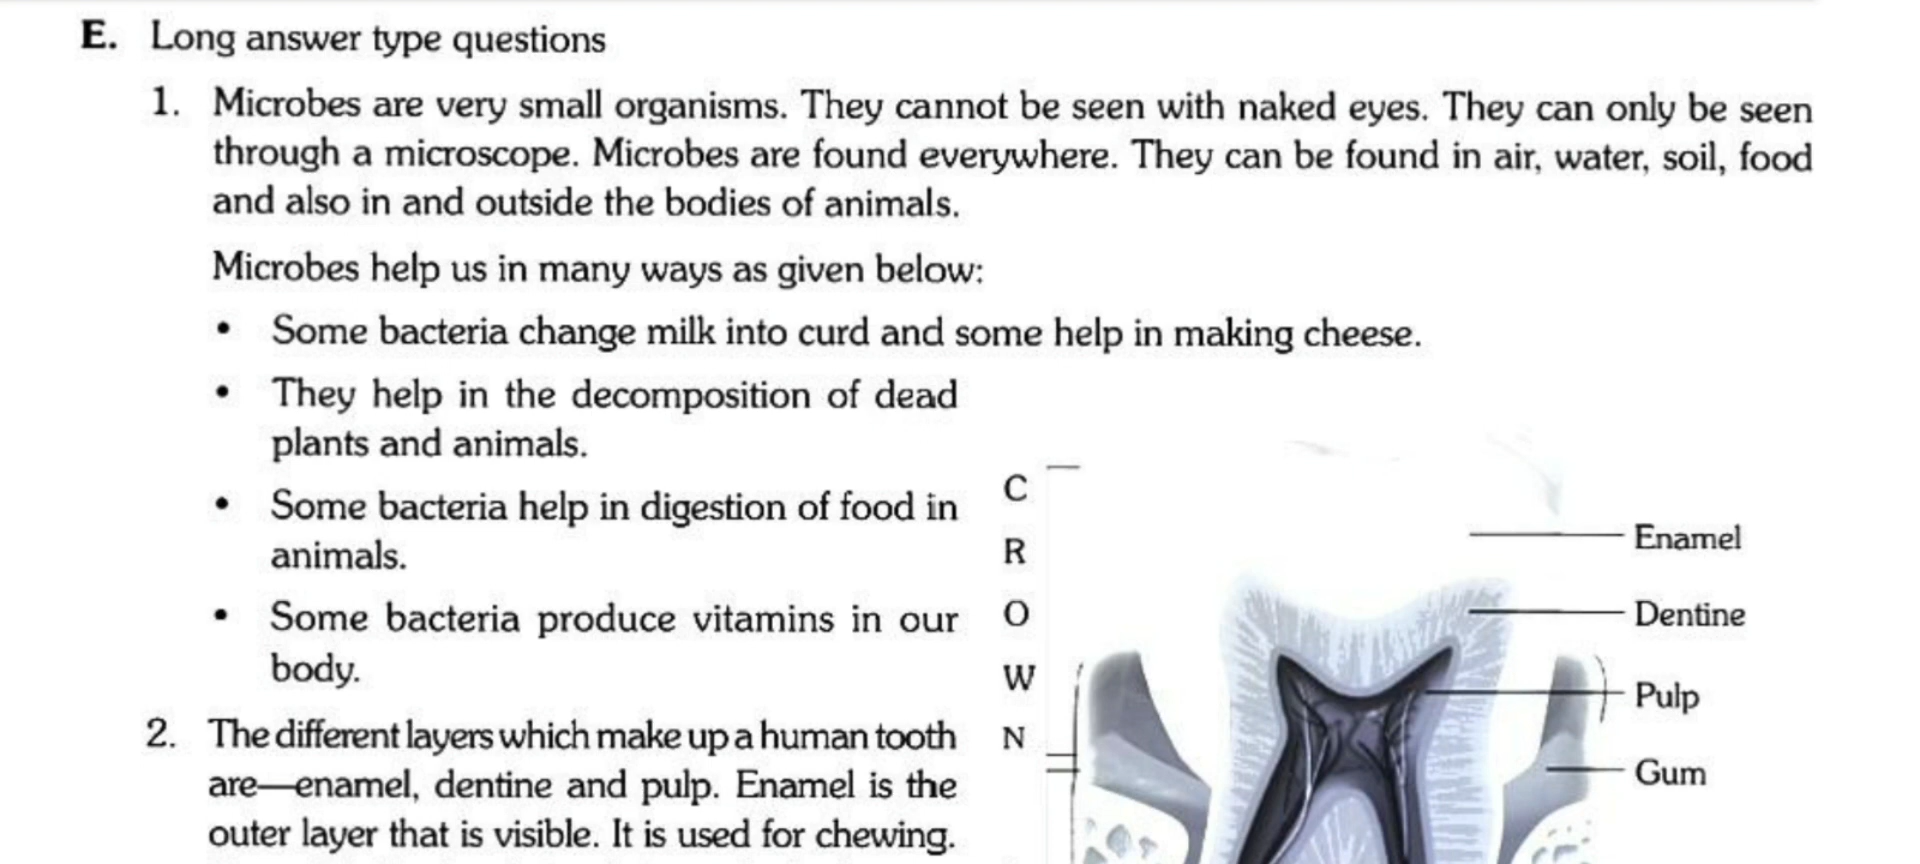 E. Long answer type questions
1. Microbes are very small organisms. They cannot be seen with naked eyes. They can only be seen
through a microscope. Microbes are found everywhere. They can be found in air, water, soil, food
and also in and outside the bodies of animals.
Microbes help us in many ways as given below:
• Some bacteria change milk into curd and some help in making cheese.
• They help in the decomposition of dead
plants and animals.
• Some bacteria help in digestion of food in
animals.
• Some bacteria produce vitamins in our
body.
2. The different layers which make up a human tooth
are—enamel, dentine and pulp. Enamel is the
outer layer that is visible. It is used for chewing.
C
R
O
W
N
Enamel
Dentine
Pulp
Gum